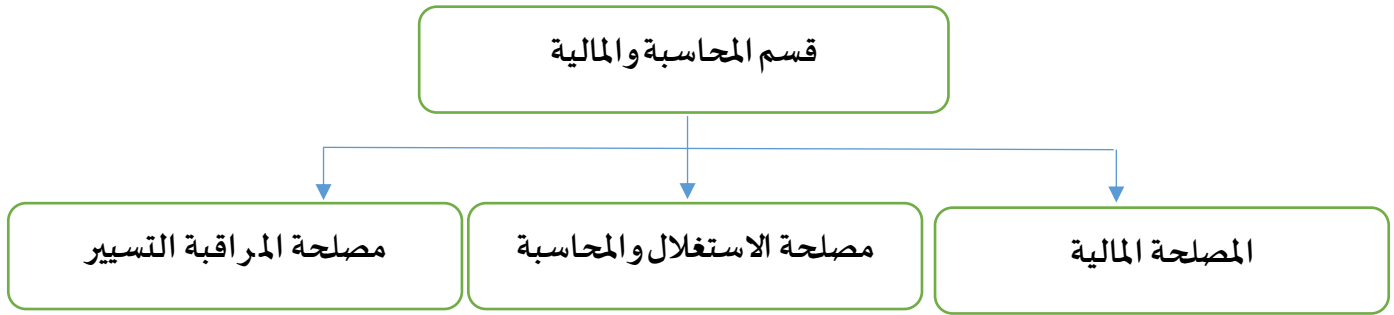 قسم المحاسبة والمالية
المصلحة المالية
مصلحة الاستغلال والمحاسبة
مصلحة المراقبة التسيير